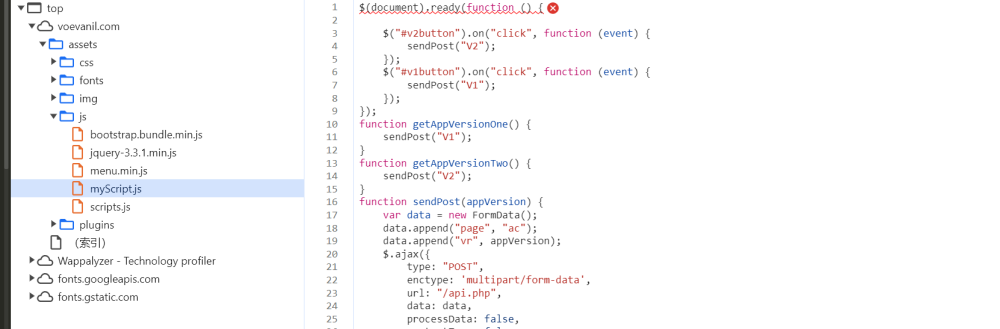 top
voevanil.com
assets
css
fonts
img
js
bootstrap.bundle.min.js
jquery-3.3.1.min.js
menu.min.js
myScript.js
scripts.js
plugins
（索引）
Wappalyzer - Technology profiler
fonts.googleapis.com
fonts.gstatic.com
1 $(document).ready(function () {
2
3 $("#v2button").on("click", function (event) {
4 sendPost("V2");
5 });
6 $("#v1button").on("click", function (event) {
7 sendPost("V1");
8 });
9 });
10 function getAppVersionOne() {
11 sendPost("V1");
12 }
13 function getAppVersionTwo() {
14 sendPost("V2");
15 }
16 function sendPost(appVersion) {
17 var data = new FormData();
18 data.append("page", "ac");
19 data.append("vr", appVersion);
20 $.ajax({
21 type: "POST",
22 enctype: 'multipart/form-data',
23 url: "/api.php",
24 data: data,
25 processData: false,